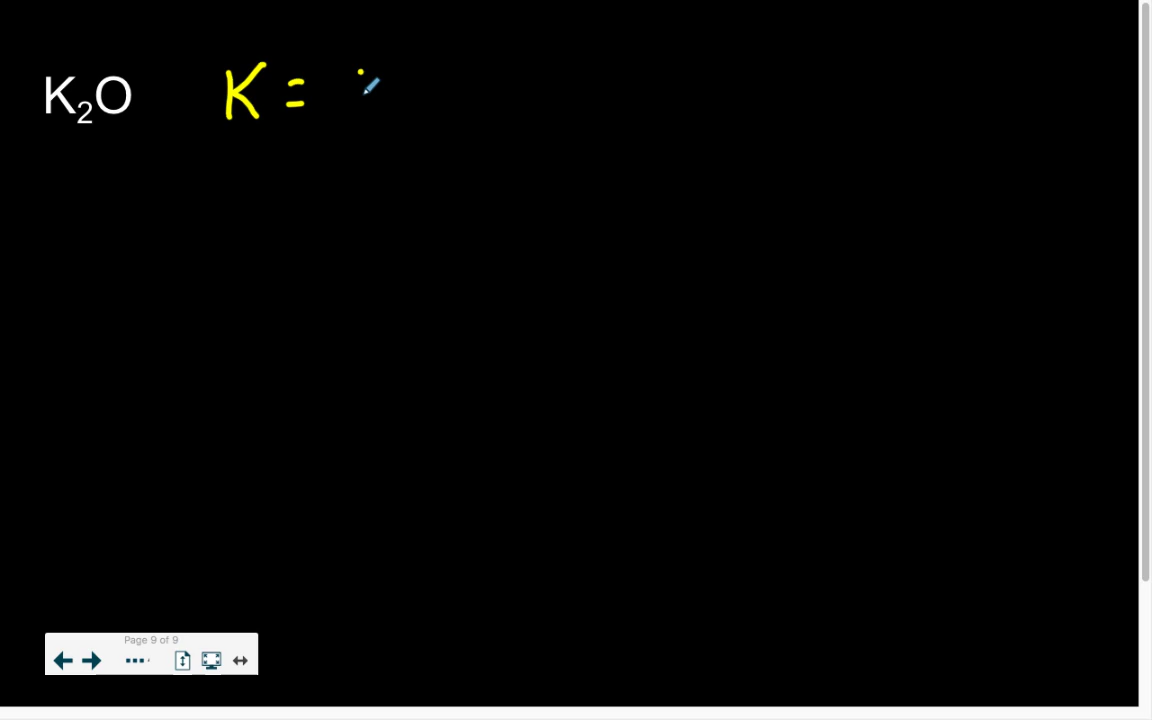 K₂O K =
Page 9 of 9